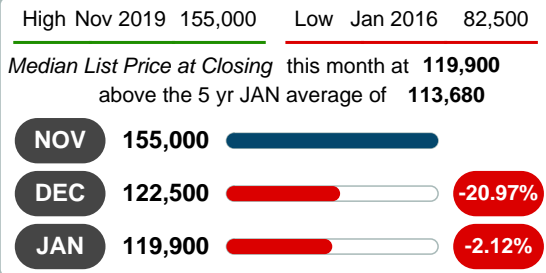 High Nov 2019 155,000 Low Jan 2016 82,500
Median List Price at Closing this month at 119,900
above the 5 yr JAN average of 113,680
NOV 155,000
DEC 122,500 -20.97%
JAN 119,900 -2.12%